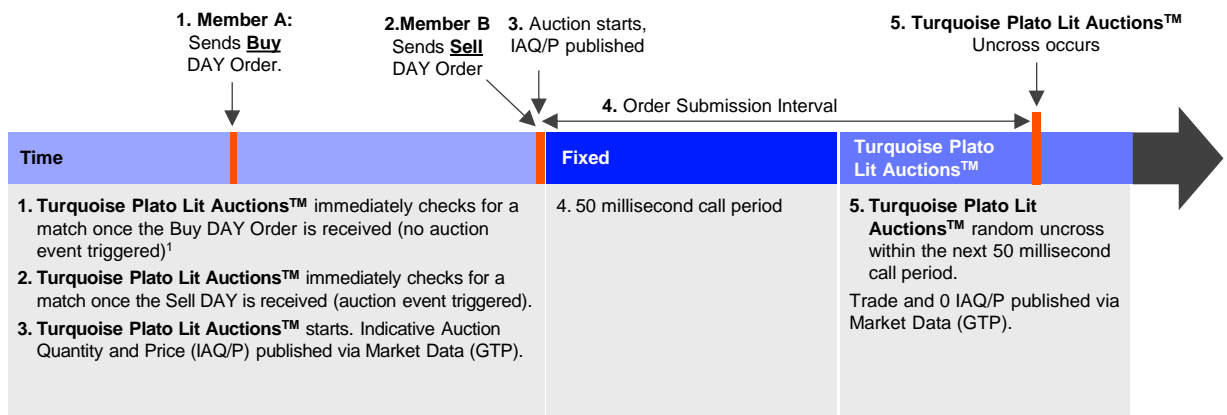 1. Member A:
Sends Buy
DAY Order.
2.Member B
Sends Sell
DAY Order
3. Auction starts,
IAQ/P published
5. Turquoise Plato Lit Auctions™
Uncross occurs
4. Order Submission Interval
Time
Fixed
Turquoise Plato
Lit Auctions™
1. Turquoise Plato Lit Auctions™ immediately checks for a
match once the Buy DAY Order is received (no auction
event triggered)¹
2. Turquoise Plato Lit Auctions™ immediately checks for a
match once the Sell DAY is received (auction event triggered).
3. Turquoise Plato Lit Auctions™ starts. Indicative Auction
Quantity and Price (IAQ/P) published via Market Data (GTP).
4. 50 millisecond call period
5. Turquoise Plato Lit
Auctions™ random uncross
within the next 50 millisecond
call period.
Trade and 0 IAQ/P published via
Market Data (GTP).